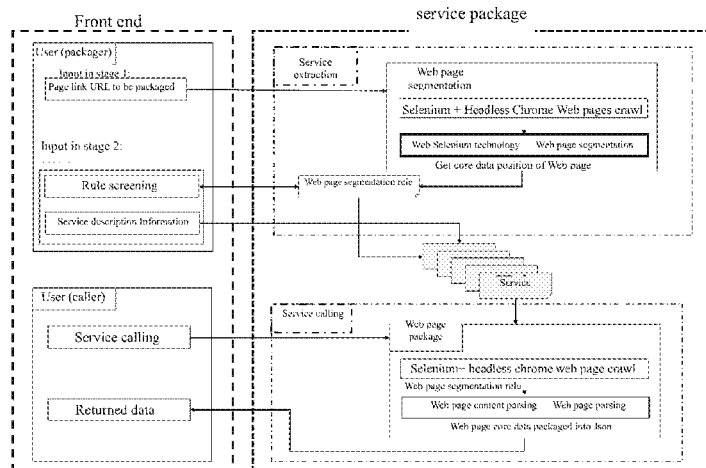 Front end
service package
User (packager)
Input in stage 1:
Page link URL to be packaged
Input in stage 2:
Rule screening
Service description Information
Service
extraction
Web page
segmentation
Selenium + Headless Chrome Web pages crawl
Web Selenium technology Web page segmentation
Get core data position of Web page
Web page segmentation rele
Service
User (caller)
Service calling
Returned data
Service calling
Web page
package
Selenium- headless chrome web page crawl
Web page segmentation relu
Web page content parsing Web page parsing
Web page core data packaged into Json